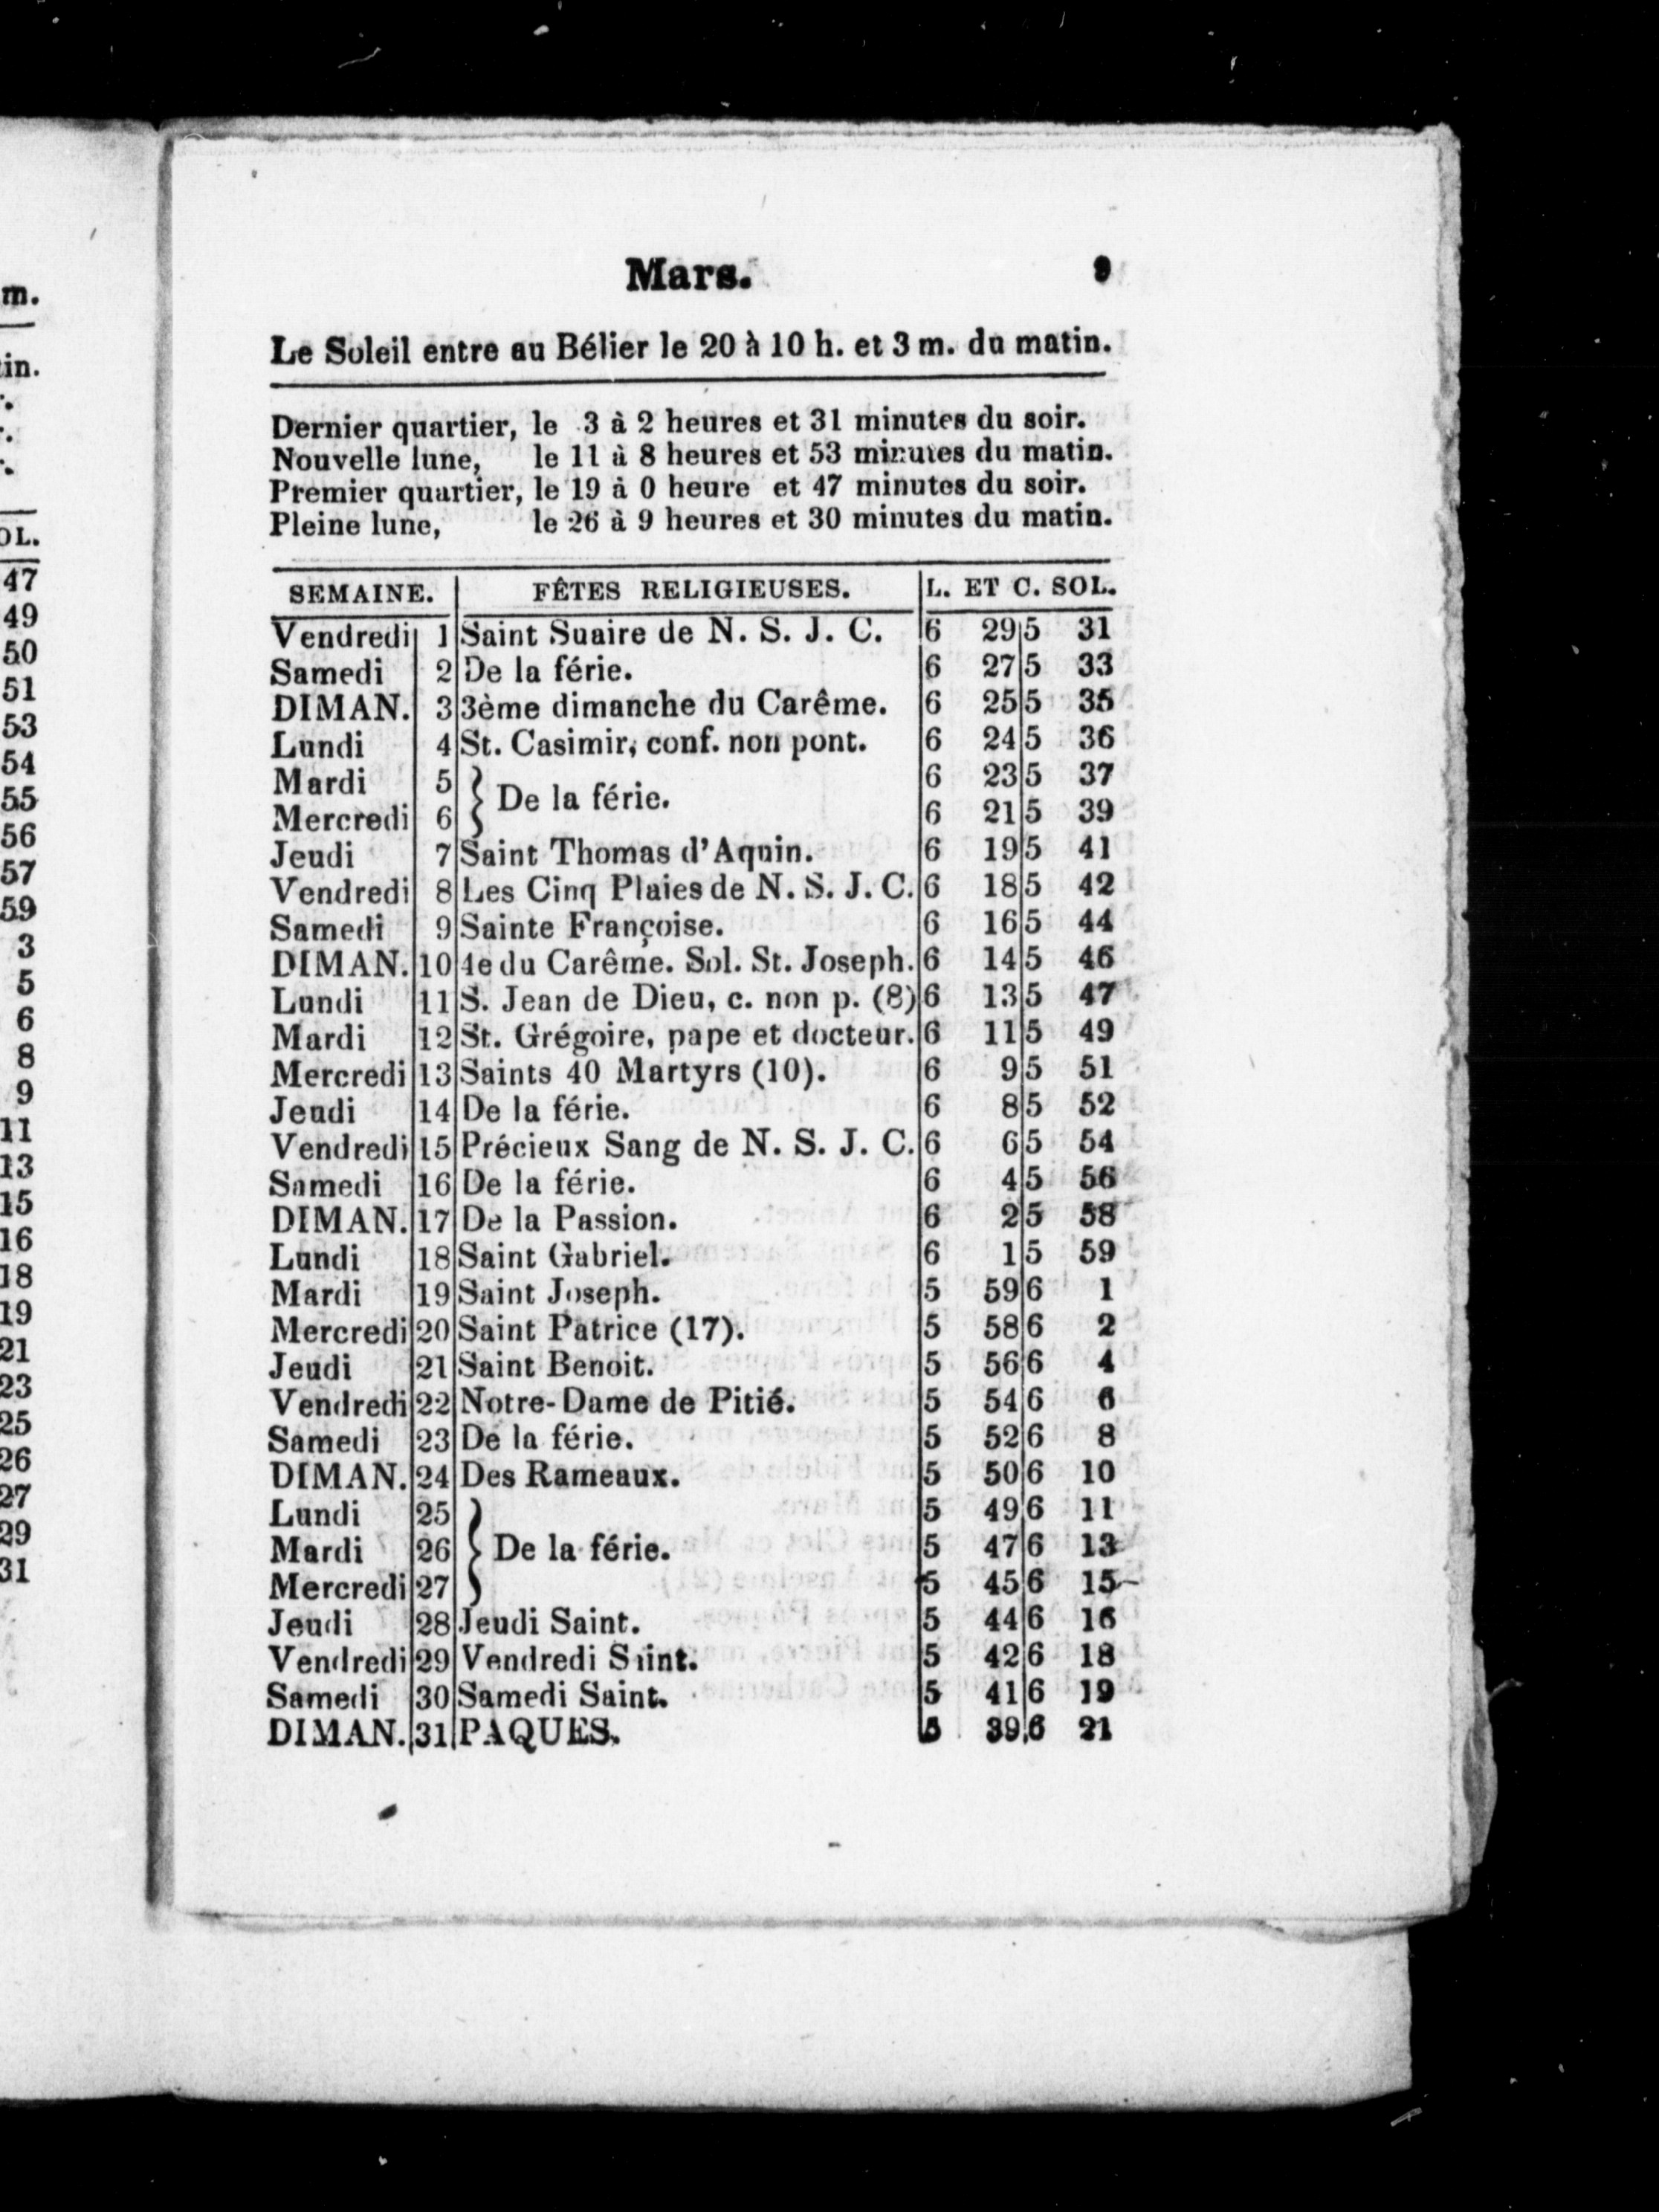 Mars. 9
Le Soleil entre au Bélier le 20 à 10 h. et 3 m. du matin.
Dernier quartier, le 3 à 2 heures et 31 minutes du soir.
Nouvelle lune, le 11 à 8 heures et 53 minutes du matin.
Premier quartier, le 19 à 0 heure et 47 minutes du soir.
Pleine lune, le 26 à 9 heures et 30 minutes du matin.
SEMAINE. FÊTES RELIGIEUSES. L. ET C. SOL.
Vendredi 1 Saint Suaire de N. S. J. C. 6 29 5 31
Samedi 2 De la férie. 6 27 5 33
DIMAN. 3 3ème dimanche du Carême. 6 25 5 35
Lundi 4 St. Casimir, conf. non pont. 6 24 5 36
Mardi 5 } De la férie. 6 23 5 37
Mercredi 6 6 21 5 39
Jeudi 7 Saint Thomas d'Aquin. 6 19 5 41
Vendredi 8 Les Cinq Plaies de N. S. J. C. 6 18 5 42
Samedi 9 Sainte Françoise. 6 16 5 44
DIMAN. 10 4e du Carême. Sol. St. Joseph. 6 14 5 46
Lundi 11 S. Jean de Dieu, c. non p. (8) 6 13 5 47
Mardi 12 St. Grégoire, pape et docteur. 6 11 5 49
Mercredi 13 Saints 40 Martyrs (10). 6 9 5 51
Jeudi 14 De la férie. 6 8 5 52
Vendredi 15 Précieux Sang de N. S. J. C. 6 6 5 54
Samedi 16 De la férie. 6 4 5 56
DIMAN. 17 De la Passion. 6 2 5 58
Lundi 18 Saint Gabriel. 6 1 5 59
Mardi 19 Saint Joseph. 5 59 6 1
Mercredi 20 Saint Patrice (17). 5 58 6 2
Jeudi 21 Saint Benoit. 5 56 6 4
Vendredi 22 Notre-Dame de Pitié. 5 54 6 6
Samedi 23 De la férie. 5 52 6 8
DIMAN. 24 Des Rameaux. 5 50 6 10
Lundi 25 5 49 6 11
Mardi 26 } De la férie. 5 47 6 13
Mercredi 27 5 45 6 15
Jeudi 28 Jeudi Saint. 5 44 6 16
Vendredi 29 Vendredi Saint. 5 42 6 18
Samedi 30 Samedi Saint. 5 41 6 19
DIMAN. 31 PAQUES. 5 39 6 21